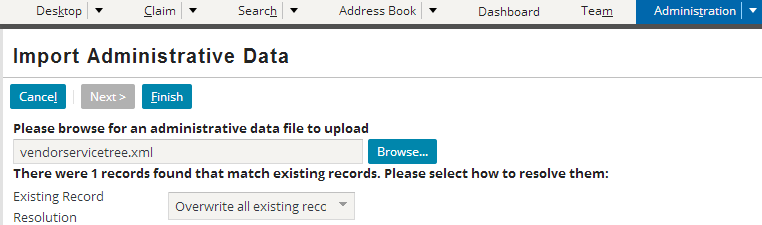 Desktop Claim Search Address Book Dashboard Team Administration
Import Administrative Data
Cancel Next > Finish
Please browse for an administrative data file to upload
vendorservicetree.xml Browse...
There were 1 records found that match existing records. Please select how to resolve them:
Existing Record
Resolution
Overwrite all existing recc